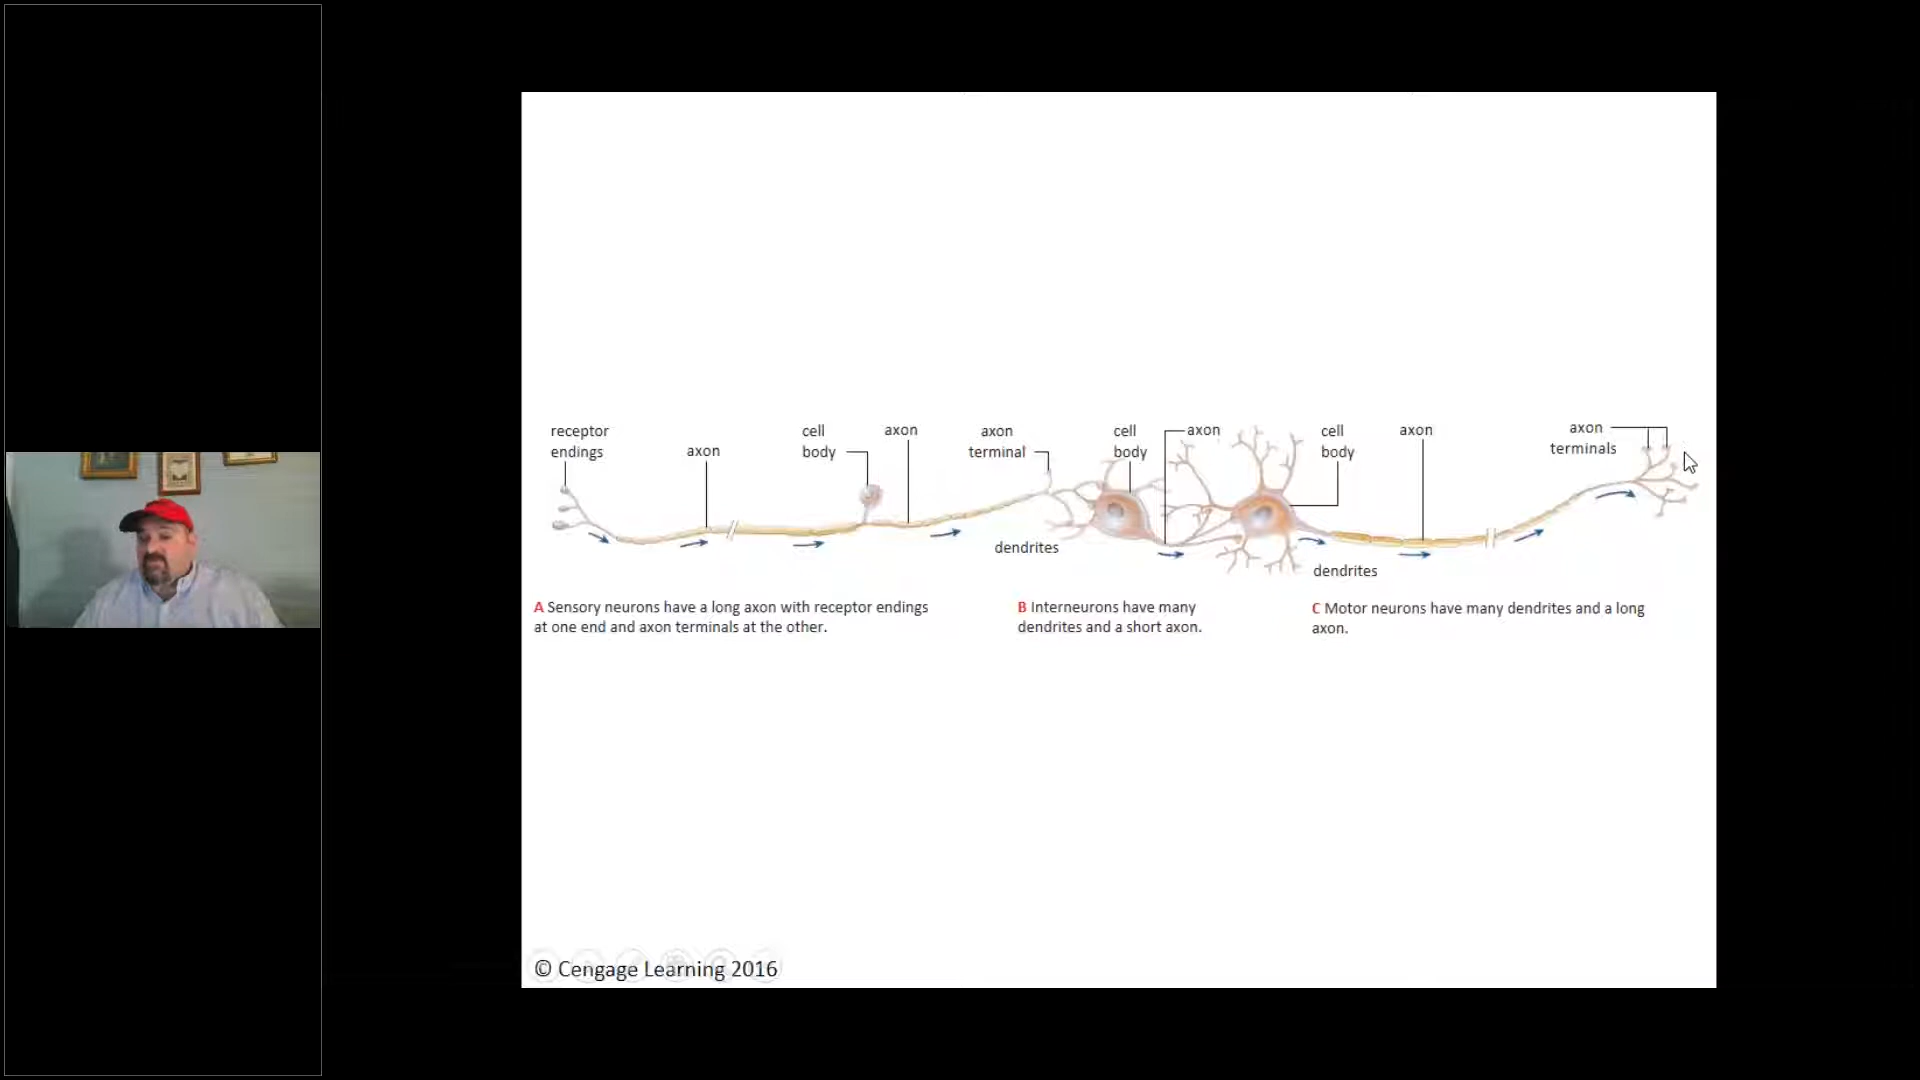 receptor
endings
axon
cell
body
axon
axon
terminal
dendrites
cell
body
axon
cell
body
dendrites
axon
axon
terminals
A Sensory neurons have a long axon with receptor endings
at one end and axon terminals at the other.
B Interneurons have many
dendrites and a short axon.
C Motor neurons have many dendrites and a long
axon.
© Cengage Learning 2016